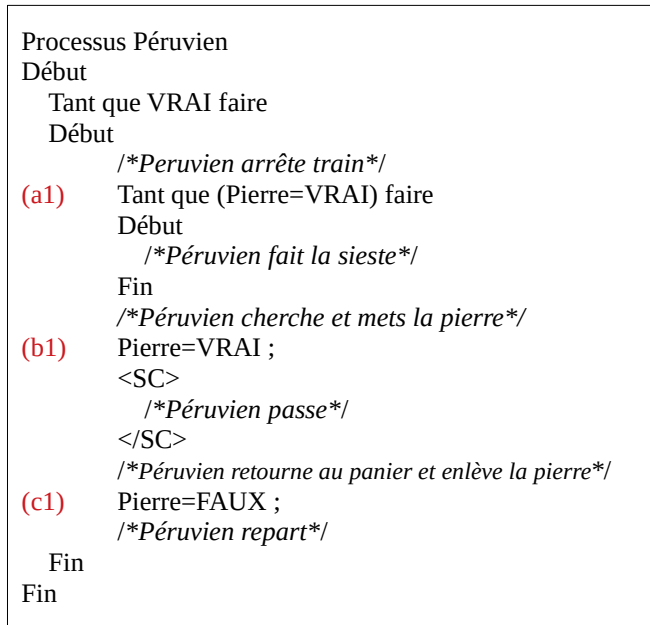 Processus Péruvien
Début
Tant que VRAI faire
Début
/*Peruvien arrête train*/
(a1) Tant que (Pierre=VRAI) faire
Début
/*Péruvien fait la sieste*/
Fin
/*Péruvien cherche et mets la pierre*/
(b1) Pierre=VRAI ;
<SC>
/*Péruvien passe*/
</SC>
/*Péruvien retourne au panier et enlève la pierre*/
(c1) Pierre=FAUX ;
/*Péruvien repart*/
Fin
Fin